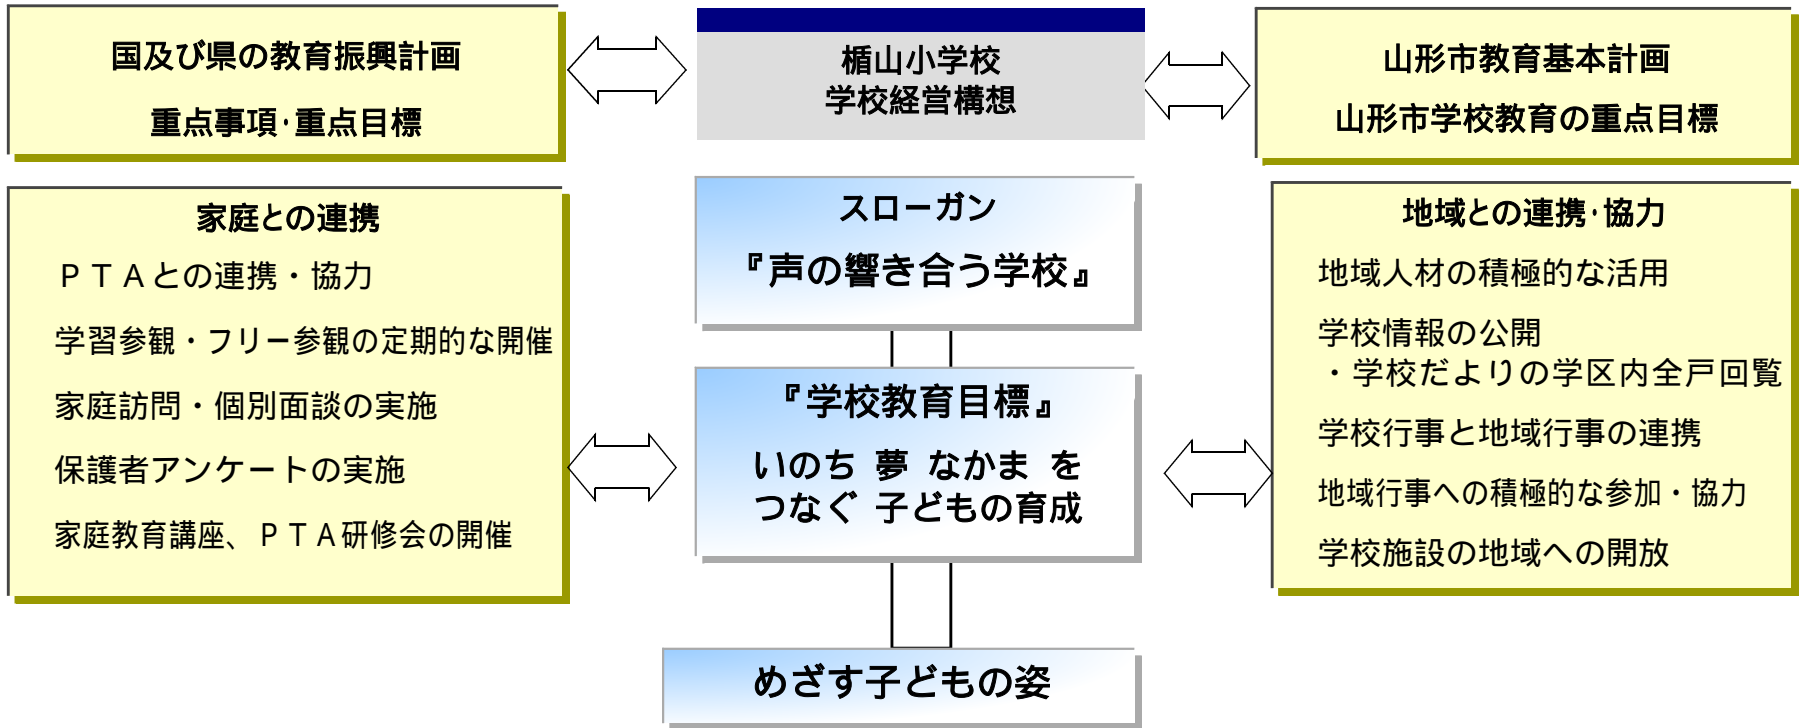 国及び県の教育振興計画
重点事項・重点目標
楯山小学校
学校経営構想
山形市教育基本計画
山形市学校教育の重点目標
家庭との連携
ＰＴＡとの連携・協力
学習参観・フリー参観の定期的な開催
家庭訪問・個別面談の実施
保護者アンケートの実施
家庭教育講座、ＰＴＡ研修会の開催
スローガン
『声の響き合う学校』
『学校教育目標』
いのち 夢 なかま を
つなぐ 子どもの育成
めざす子どもの姿
地域との連携・協力
地域人材の積極的な活用
学校情報の公開
・学校だよりの学区内全戸回覧
学校行事と地域行事の連携
地域行事への積極的な参加・協力
学校施設の地域への開放